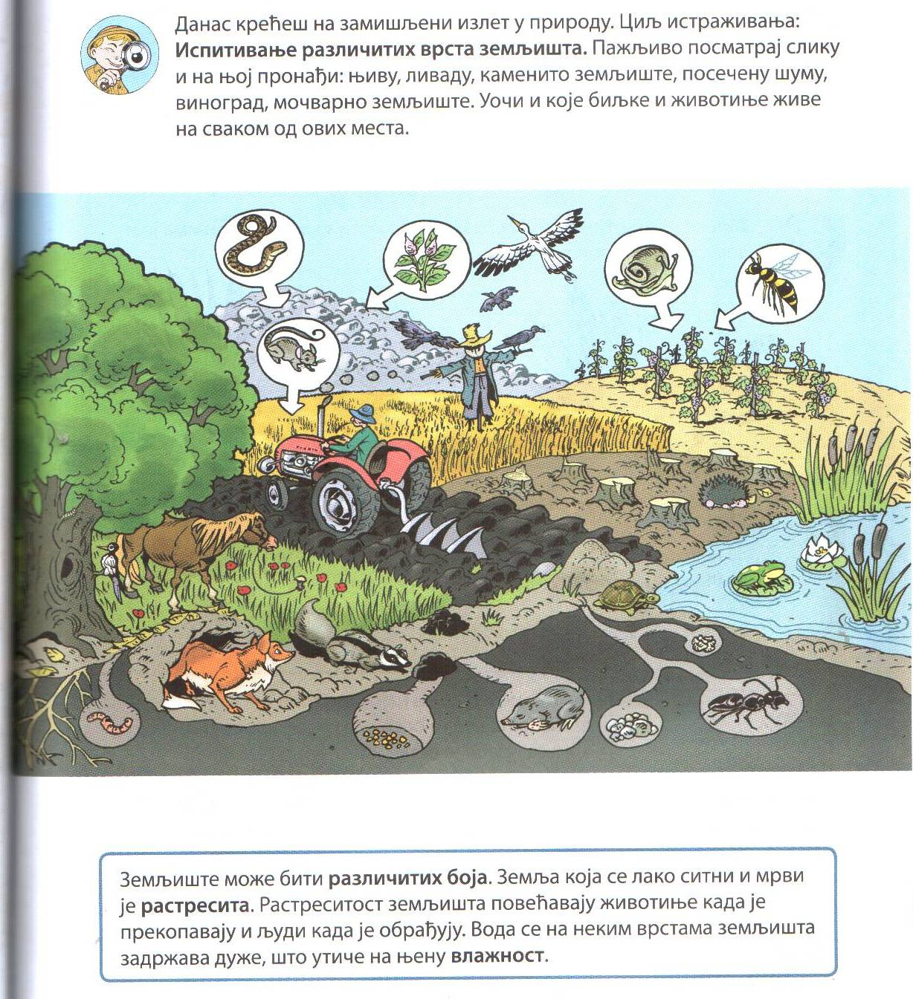 Данас крећеш на замишљени излет у природу. Циљ истраживања:
Испитивање различитих врста земљишта. Пажљиво посматрај слику
и на њој пронађи: њиву, ливаду, каменито земљиште, посечену шуму,
виноград, мочварно земљиште. Уочи и које биљке и животиње живе
на сваком од ових места.
Земљиште може бити различитих боја. Земља која се лако ситни и мрви
је растресита. Растреситост земљишта повећавају животиње када је
прекопавају и људи када је обрађују. Вода се на неким врстама земљишта
задржава дуже, што утиче на њену влажност.